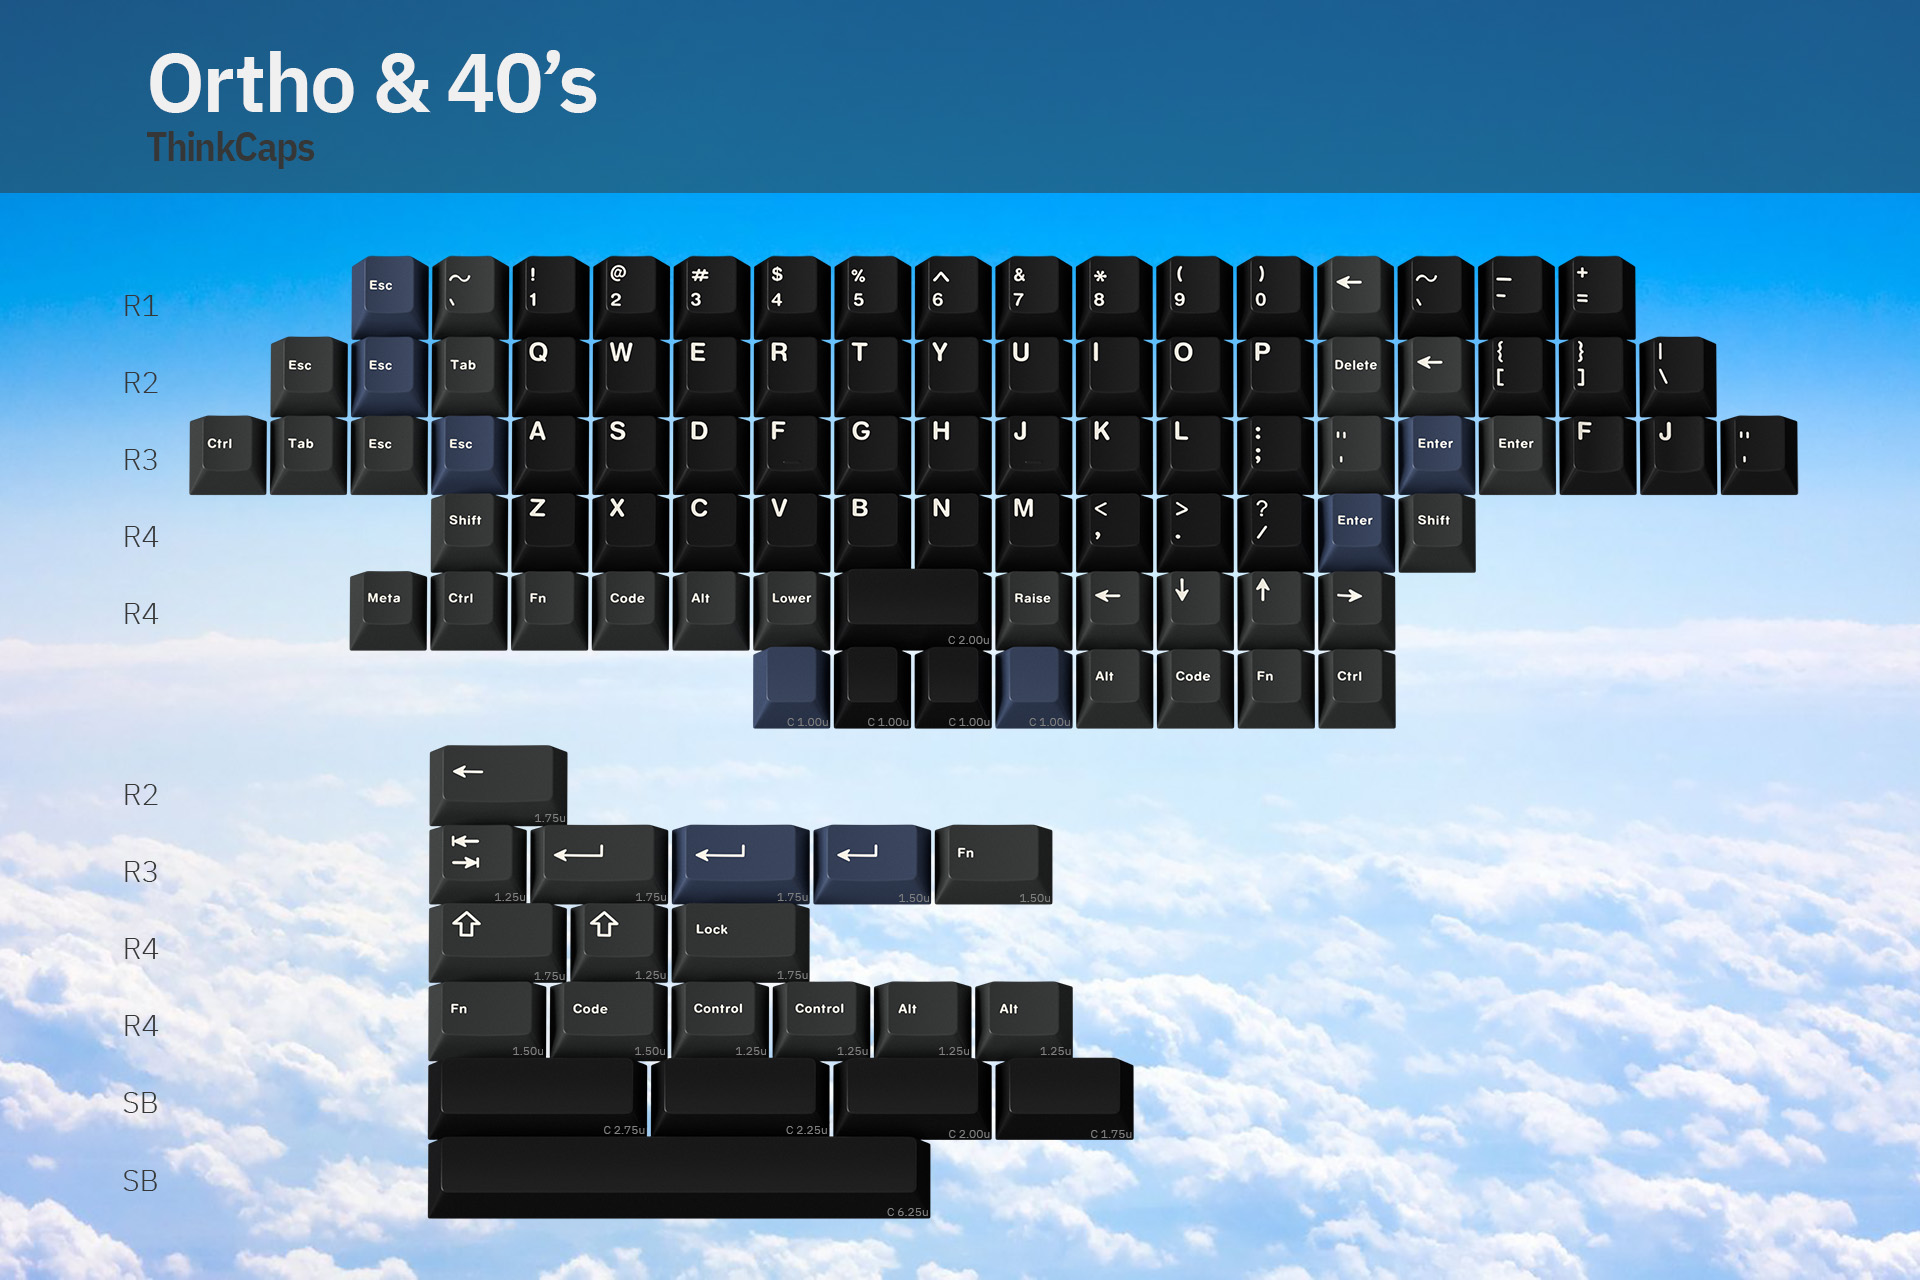 Ortho & 40’s
ThinkCaps
R1
Esc ~ ` ! 1 @ 2 # 3 $ 4 % 5 ^ 6 & 7 * 8 ( 9 ) 0 ← ~ ` — - + =
R2
Esc Esc Tab Q W E R T Y U I O P Delete ← { [ } ] | \
R3
Ctrl Tab Esc Esc A S D F G H J K L : ; " ' Enter Enter F J " '
R4
Shift Z X C V B N M < , > . ? / Enter Shift
R4
Meta Ctrl Fn Code Alt Lower C 2.00u Raise ← ↓ ↑ →
C 1.00u C 1.00u C 1.00u C 1.00u Alt Code Fn Ctrl
R2
← 1.75u
R3
⇤ ⇥ 1.25u ↵ 1.75u ↵ 1.75u ↵ 1.50u Fn 1.50u
R4
⇧ 1.75u ⇧ 1.25u Lock 1.75u
R4
Fn 1.50u Code 1.50u Control 1.25u Control 1.25u Alt 1.25u Alt 1.25u
SB
C 2.75u C 2.25u C 2.00u C 1.75u
SB
C 6.25u